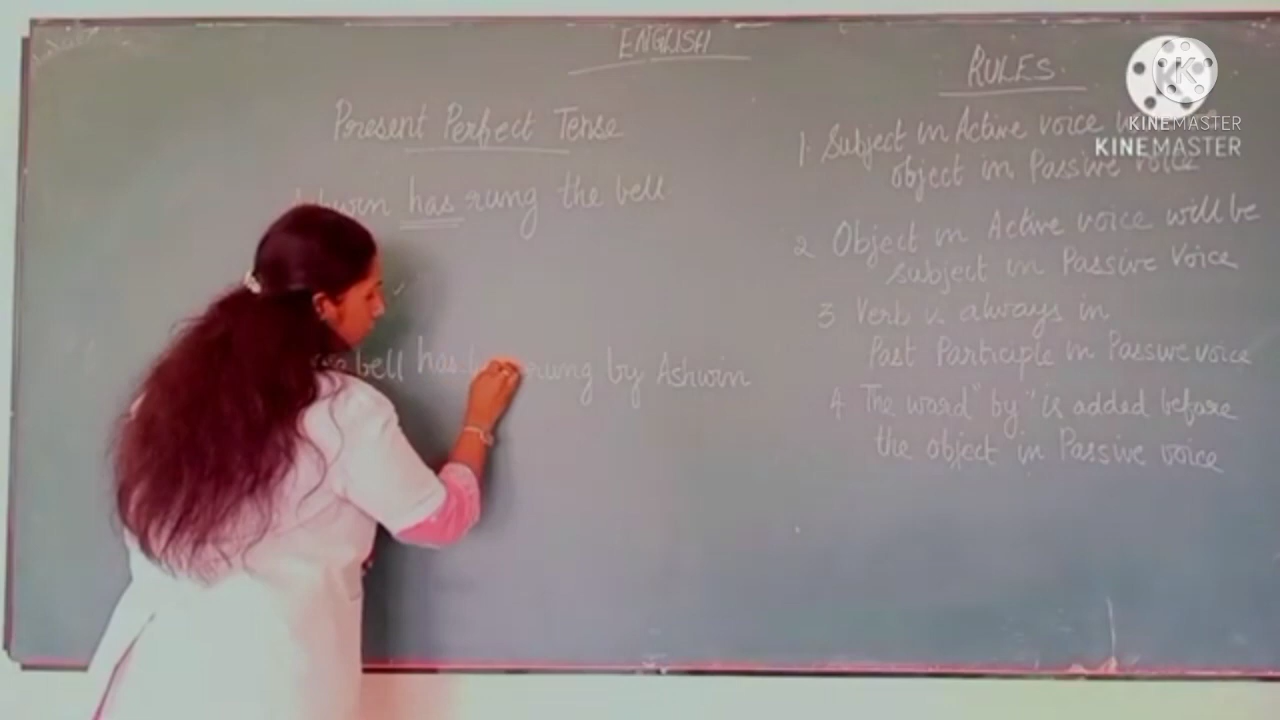 ENGLISH
Present Perfect Tense
has rung the bell
bell has rung by Ashwin
RULES.
1. Subject in Active voice
object in Passive voice
2 Object in Active voice will be
subject in Passive Voice
3 Verb is always in
Past Participle in Passive voice
4 The word "by" is added before
the object in Passive voice
KINEMASTER
KINEMASTER